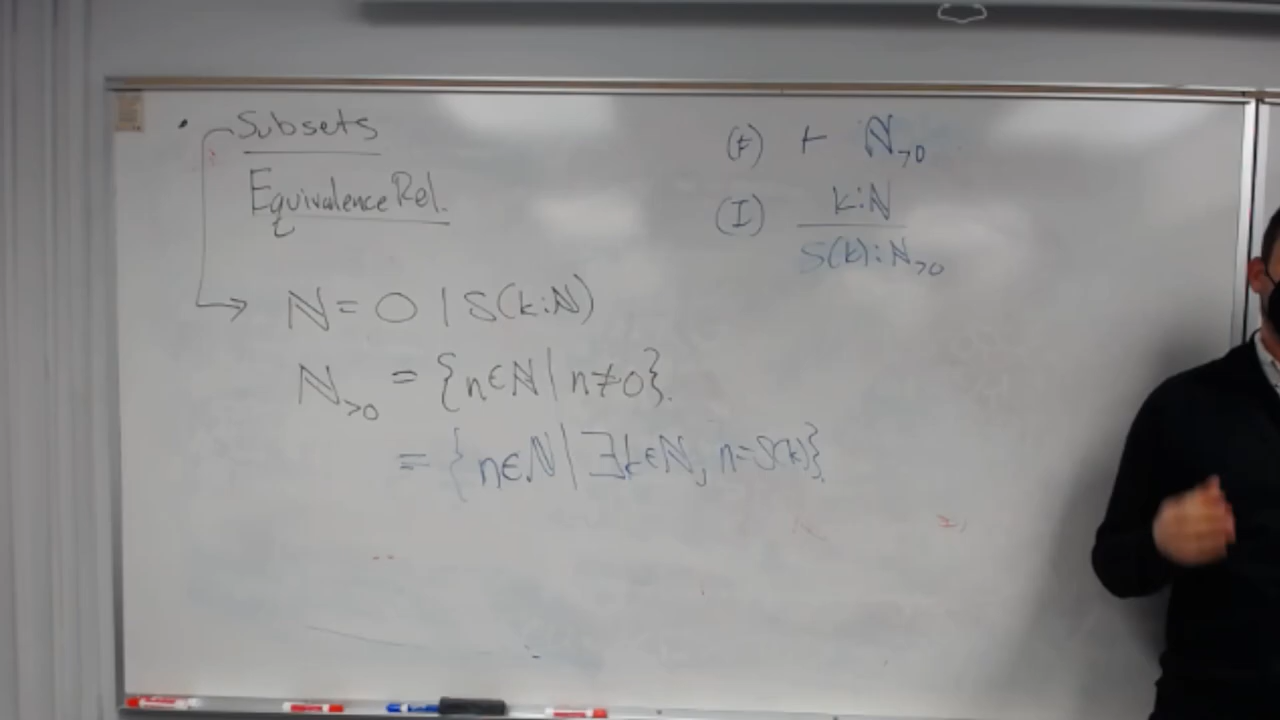 • Subsets
Equivalence Rel.
ℕ = 0 | S(k:ℕ)
ℕ>0 = {n∈ℕ | n≠0}.
= {n∈ℕ | ∃k∈ℕ, n=S(k)}.
(F) ⊢ ℕ>0
(I) k:ℕ
S(k):ℕ>0